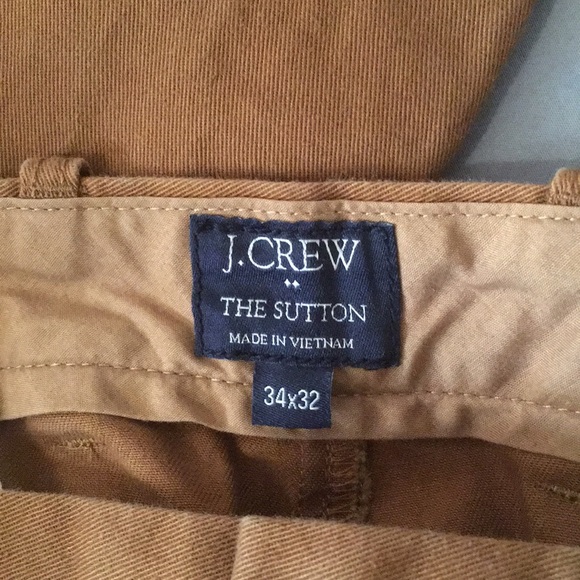 J.CREW
THE SUTTON
MADE IN VIETNAM
34x32